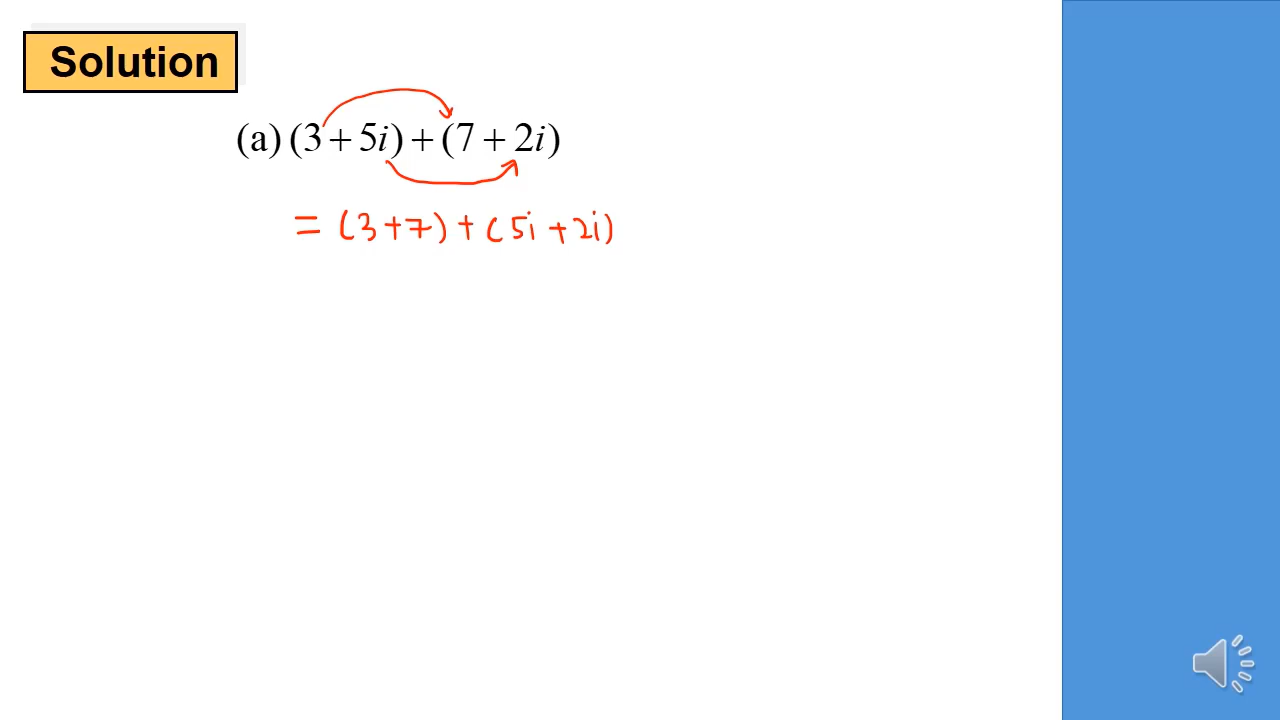 Solution
(a) (3 + 5i) + (7 + 2i)
= (3 + 7) + (5i + 2i)